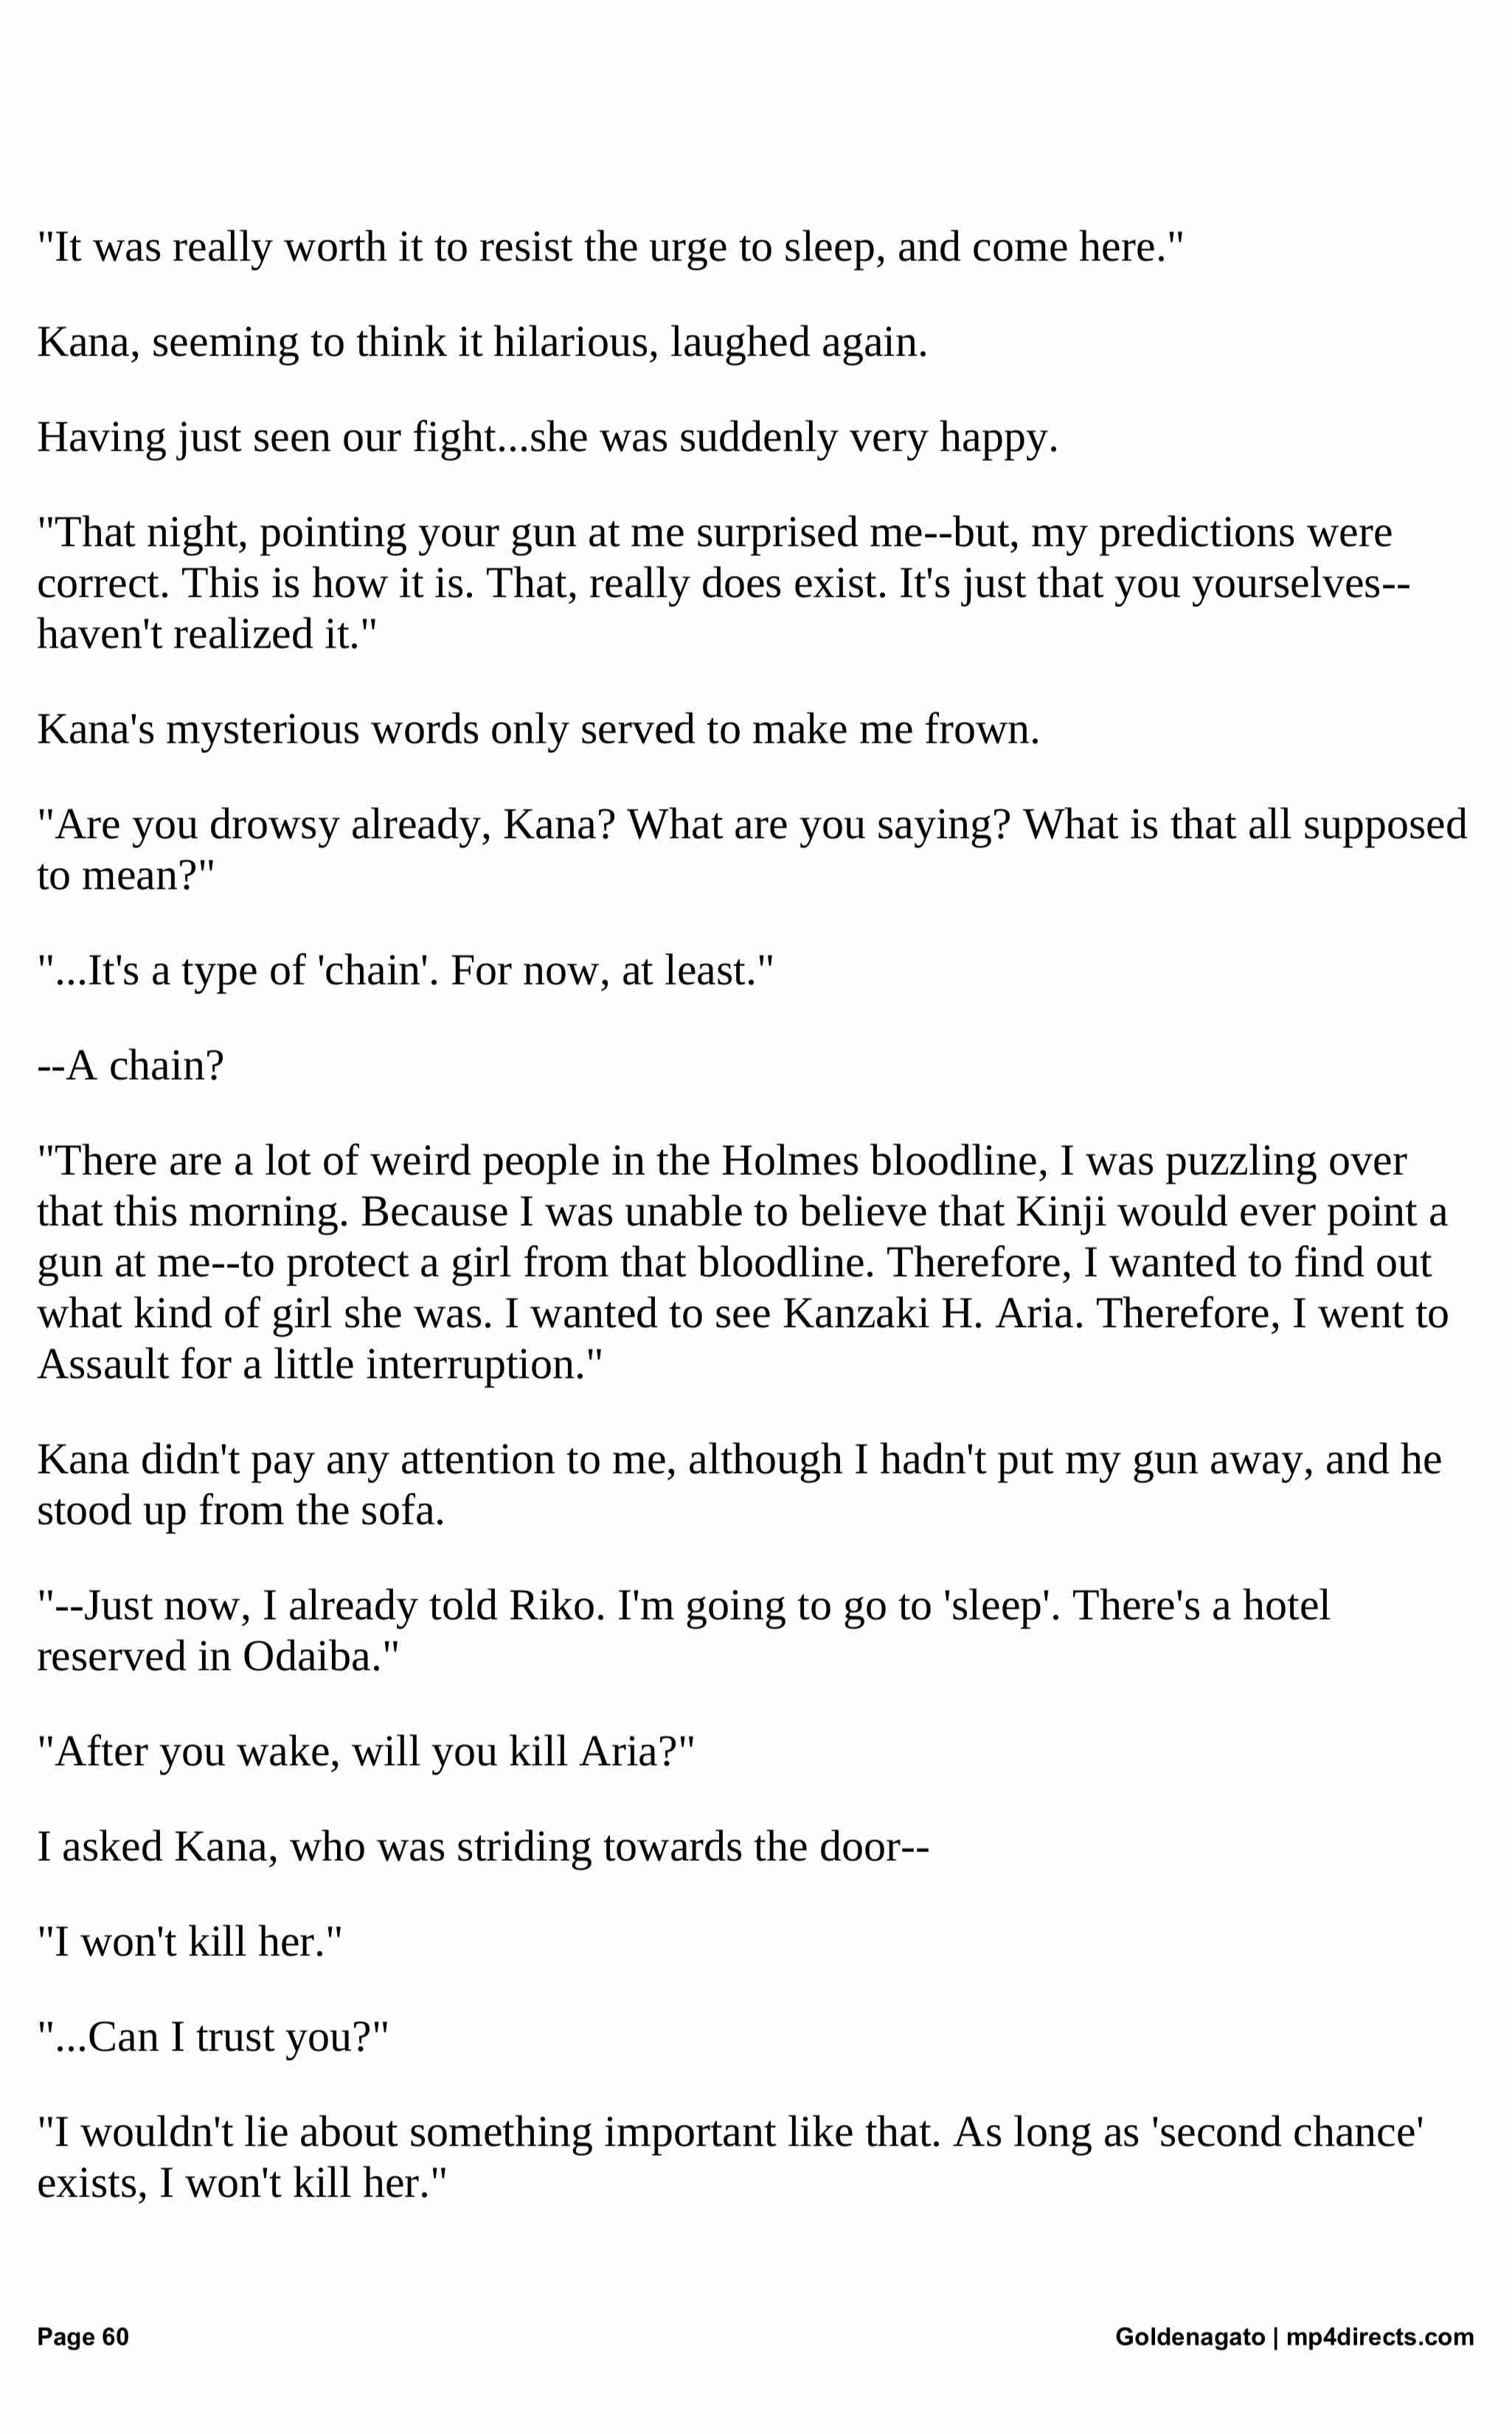 "It was really worth it to resist the urge to sleep, and come here."
Kana, seeming to think it hilarious, laughed again.
Having just seen our fight...she was suddenly very happy.
"That night, pointing your gun at me surprised me--but, my predictions were
correct. This is how it is. That, really does exist. It's just that you yourselves--
haven't realized it."
Kana's mysterious words only served to make me frown.
"Are you drowsy already, Kana? What are you saying? What is that all supposed
to mean?"
"...It's a type of 'chain'. For now, at least."
--A chain?
"There are a lot of weird people in the Holmes bloodline, I was puzzling over
that this morning. Because I was unable to believe that Kinji would ever point a
gun at me--to protect a girl from that bloodline. Therefore, I wanted to find out
what kind of girl she was. I wanted to see Kanzaki H. Aria. Therefore, I went to
Assault for a little interruption."
Kana didn't pay any attention to me, although I hadn't put my gun away, and he
stood up from the sofa.
"--Just now, I already told Riko. I'm going to go to 'sleep'. There's a hotel
reserved in Odaiba."
"After you wake, will you kill Aria?"
I asked Kana, who was striding towards the door--
"I won't kill her."
"...Can I trust you?"
"I wouldn't lie about something important like that. As long as 'second chance'
exists, I won't kill her."
Page 60
Goldenagato | mp4directs.com